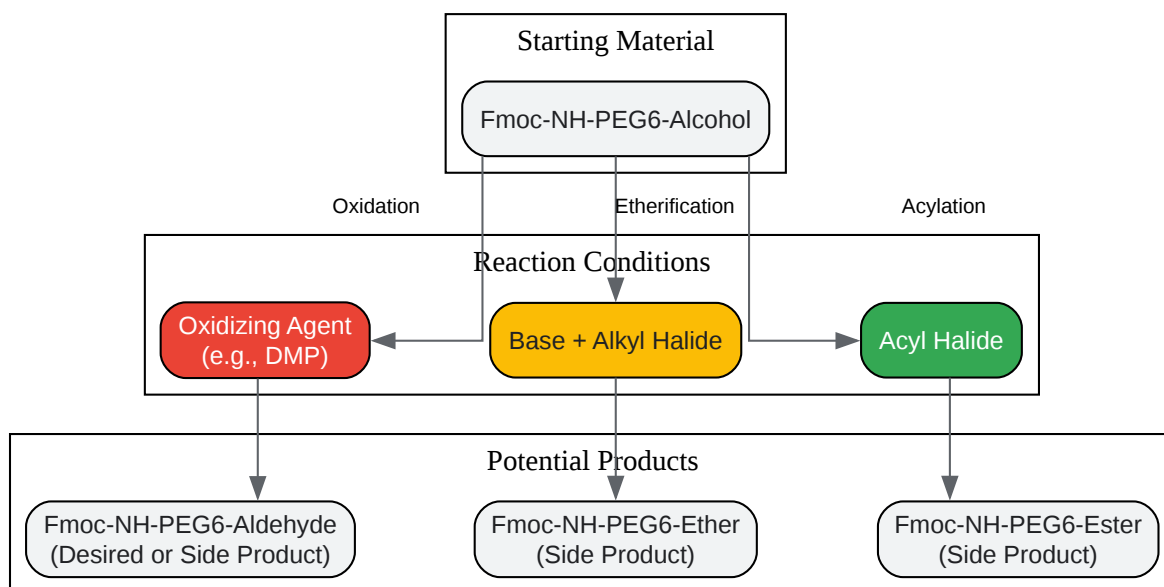 Starting Material
Fmoc-NH-PEG6-Alcohol
Oxidation
Etherification
Acylation
Reaction Conditions
Oxidizing Agent
(e.g., DMP)
Base + Alkyl Halide
Acyl Halide
Potential Products
Fmoc-NH-PEG6-Aldehyde
(Desired or Side Product)
Fmoc-NH-PEG6-Ether
(Side Product)
Fmoc-NH-PEG6-Ester
(Side Product)